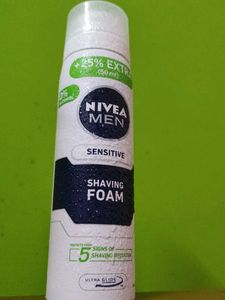 +25% EXTRA
(50 ml)
NIVEA
MEN
SENSITIVE
SHAVING
FOAM
5 SIGNS OF
SHAVING IRRITATION
ULTRA GLIDE